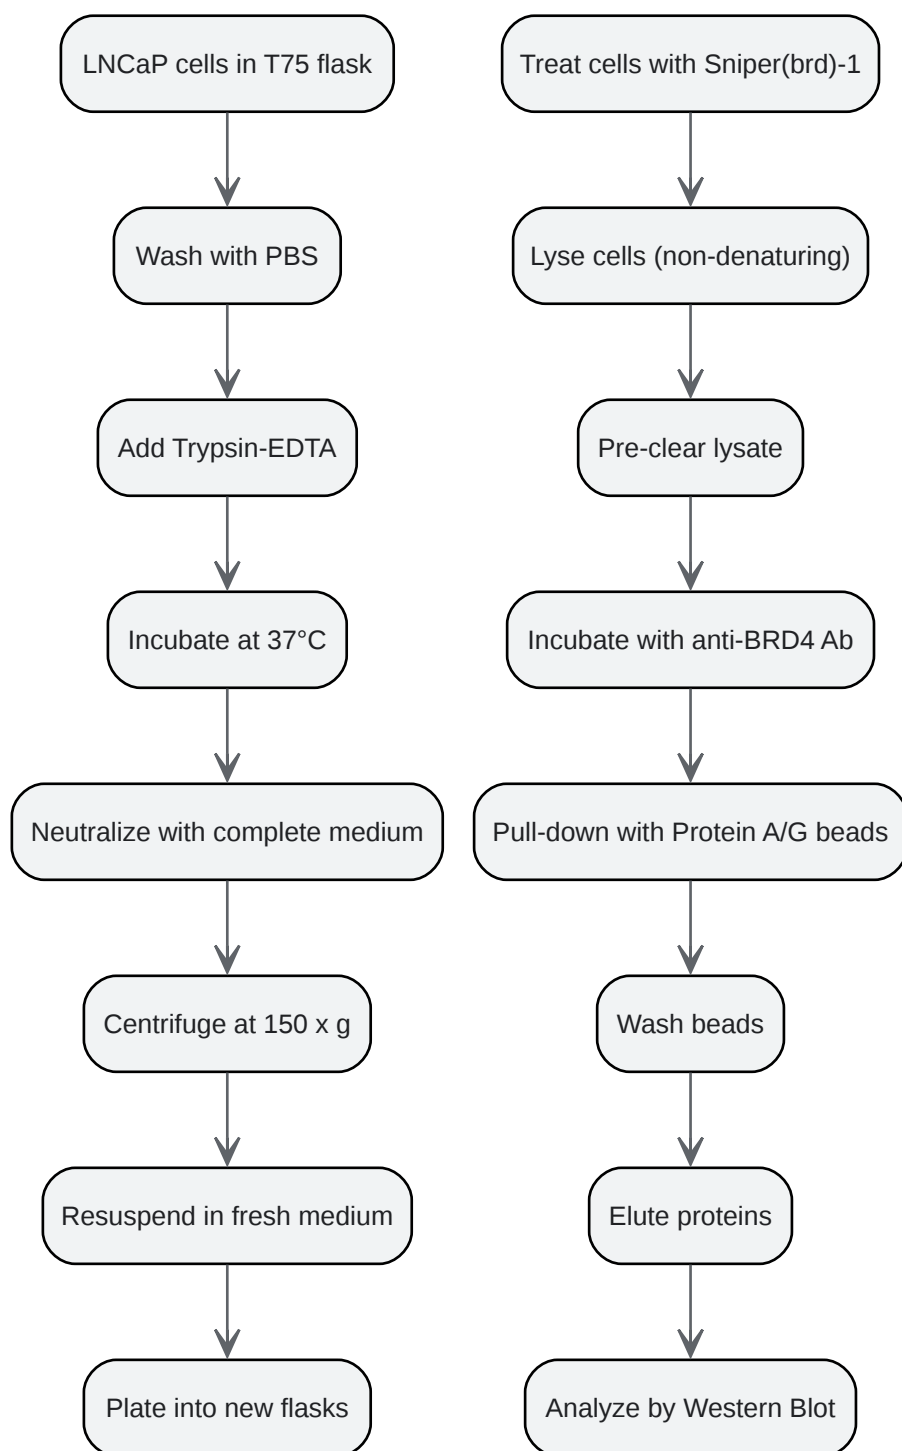 LNCaP cells in T75 flask
Wash with PBS
Add Trypsin-EDTA
Incubate at 37°C
Neutralize with complete medium
Centrifuge at 150 x g
Resuspend in fresh medium
Plate into new flasks
Treat cells with Sniper(brd)-1
Lyse cells (non-denaturing)
Pre-clear lysate
Incubate with anti-BRD4 Ab
Pull-down with Protein A/G beads
Wash beads
Elute proteins
Analyze by Western Blot